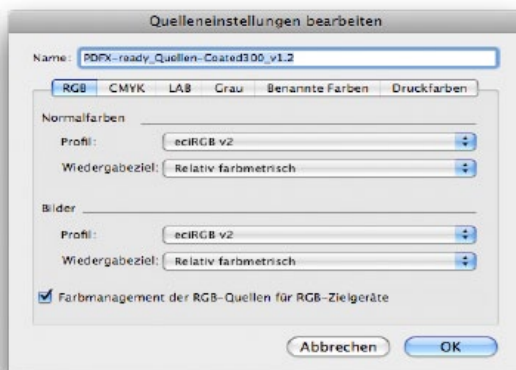 Quelleneinstellungen bearbeiten
Name: PDFX-ready_Quellen-Coated300_v1.2
RGB CMYK LAB Grau Benannte Farben Druckfarben
Normalfarben
Profil: eciRGB v2
Wiedergabeziel: Relativ farbmetrisch
Bilder
Profil: eciRGB v2
Wiedergabeziel: Relativ farbmetrisch
Farbmanagement der RGB-Quellen für RGB-Zielgeräte
Abbrechen OK